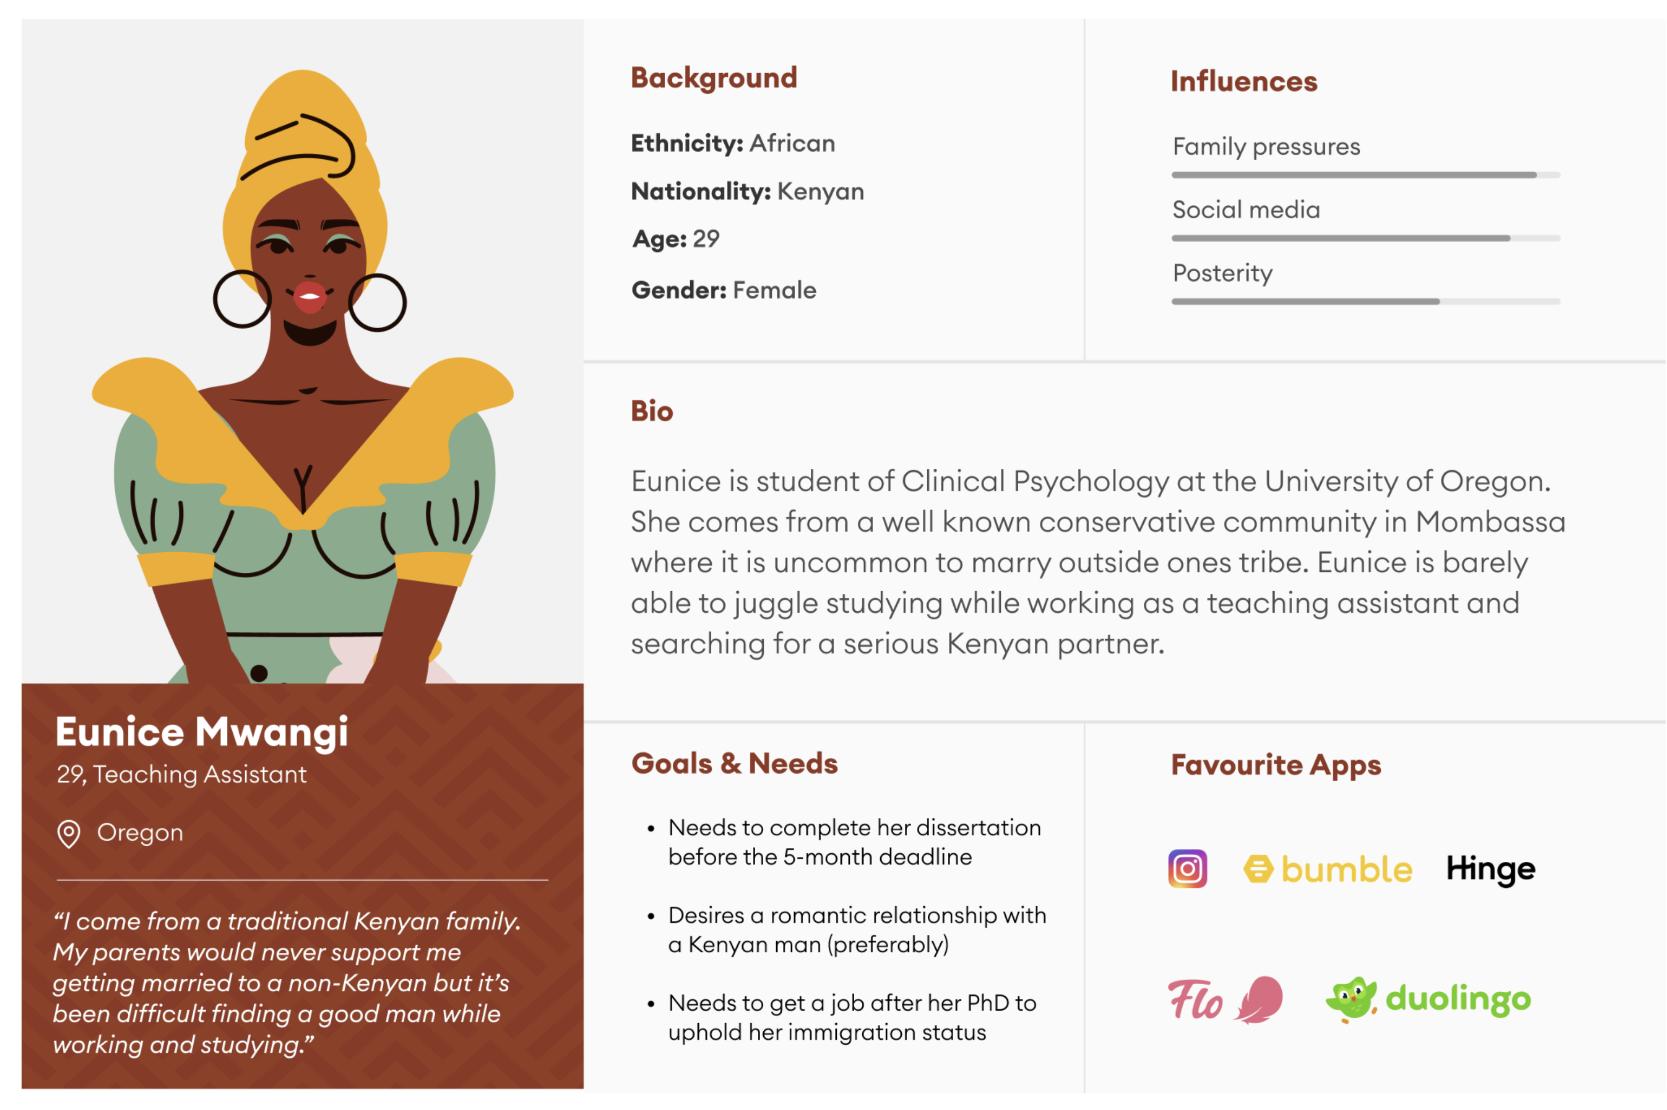 Eunice Mwangi
29, Teaching Assistant
Oregon
“I come from a traditional Kenyan family.
My parents would never support me
getting married to a non-Kenyan but it’s
been difficult finding a good man while
working and studying.”
Background
Ethnicity: African
Nationality: Kenyan
Age: 29
Gender: Female
Influences
Family pressures
Social media
Posterity
Bio
Eunice is student of Clinical Psychology at the University of Oregon.
She comes from a well known conservative community in Mombassa
where it is uncommon to marry outside ones tribe. Eunice is barely
able to juggle studying while working as a teaching assistant and
searching for a serious Kenyan partner.
Goals & Needs
• Needs to complete her dissertation
before the 5-month deadline
• Desires a romantic relationship with
a Kenyan man (preferably)
• Needs to get a job after her PhD to
uphold her immigration status
Favourite Apps
bumble
Hinge
Flo
duolingo